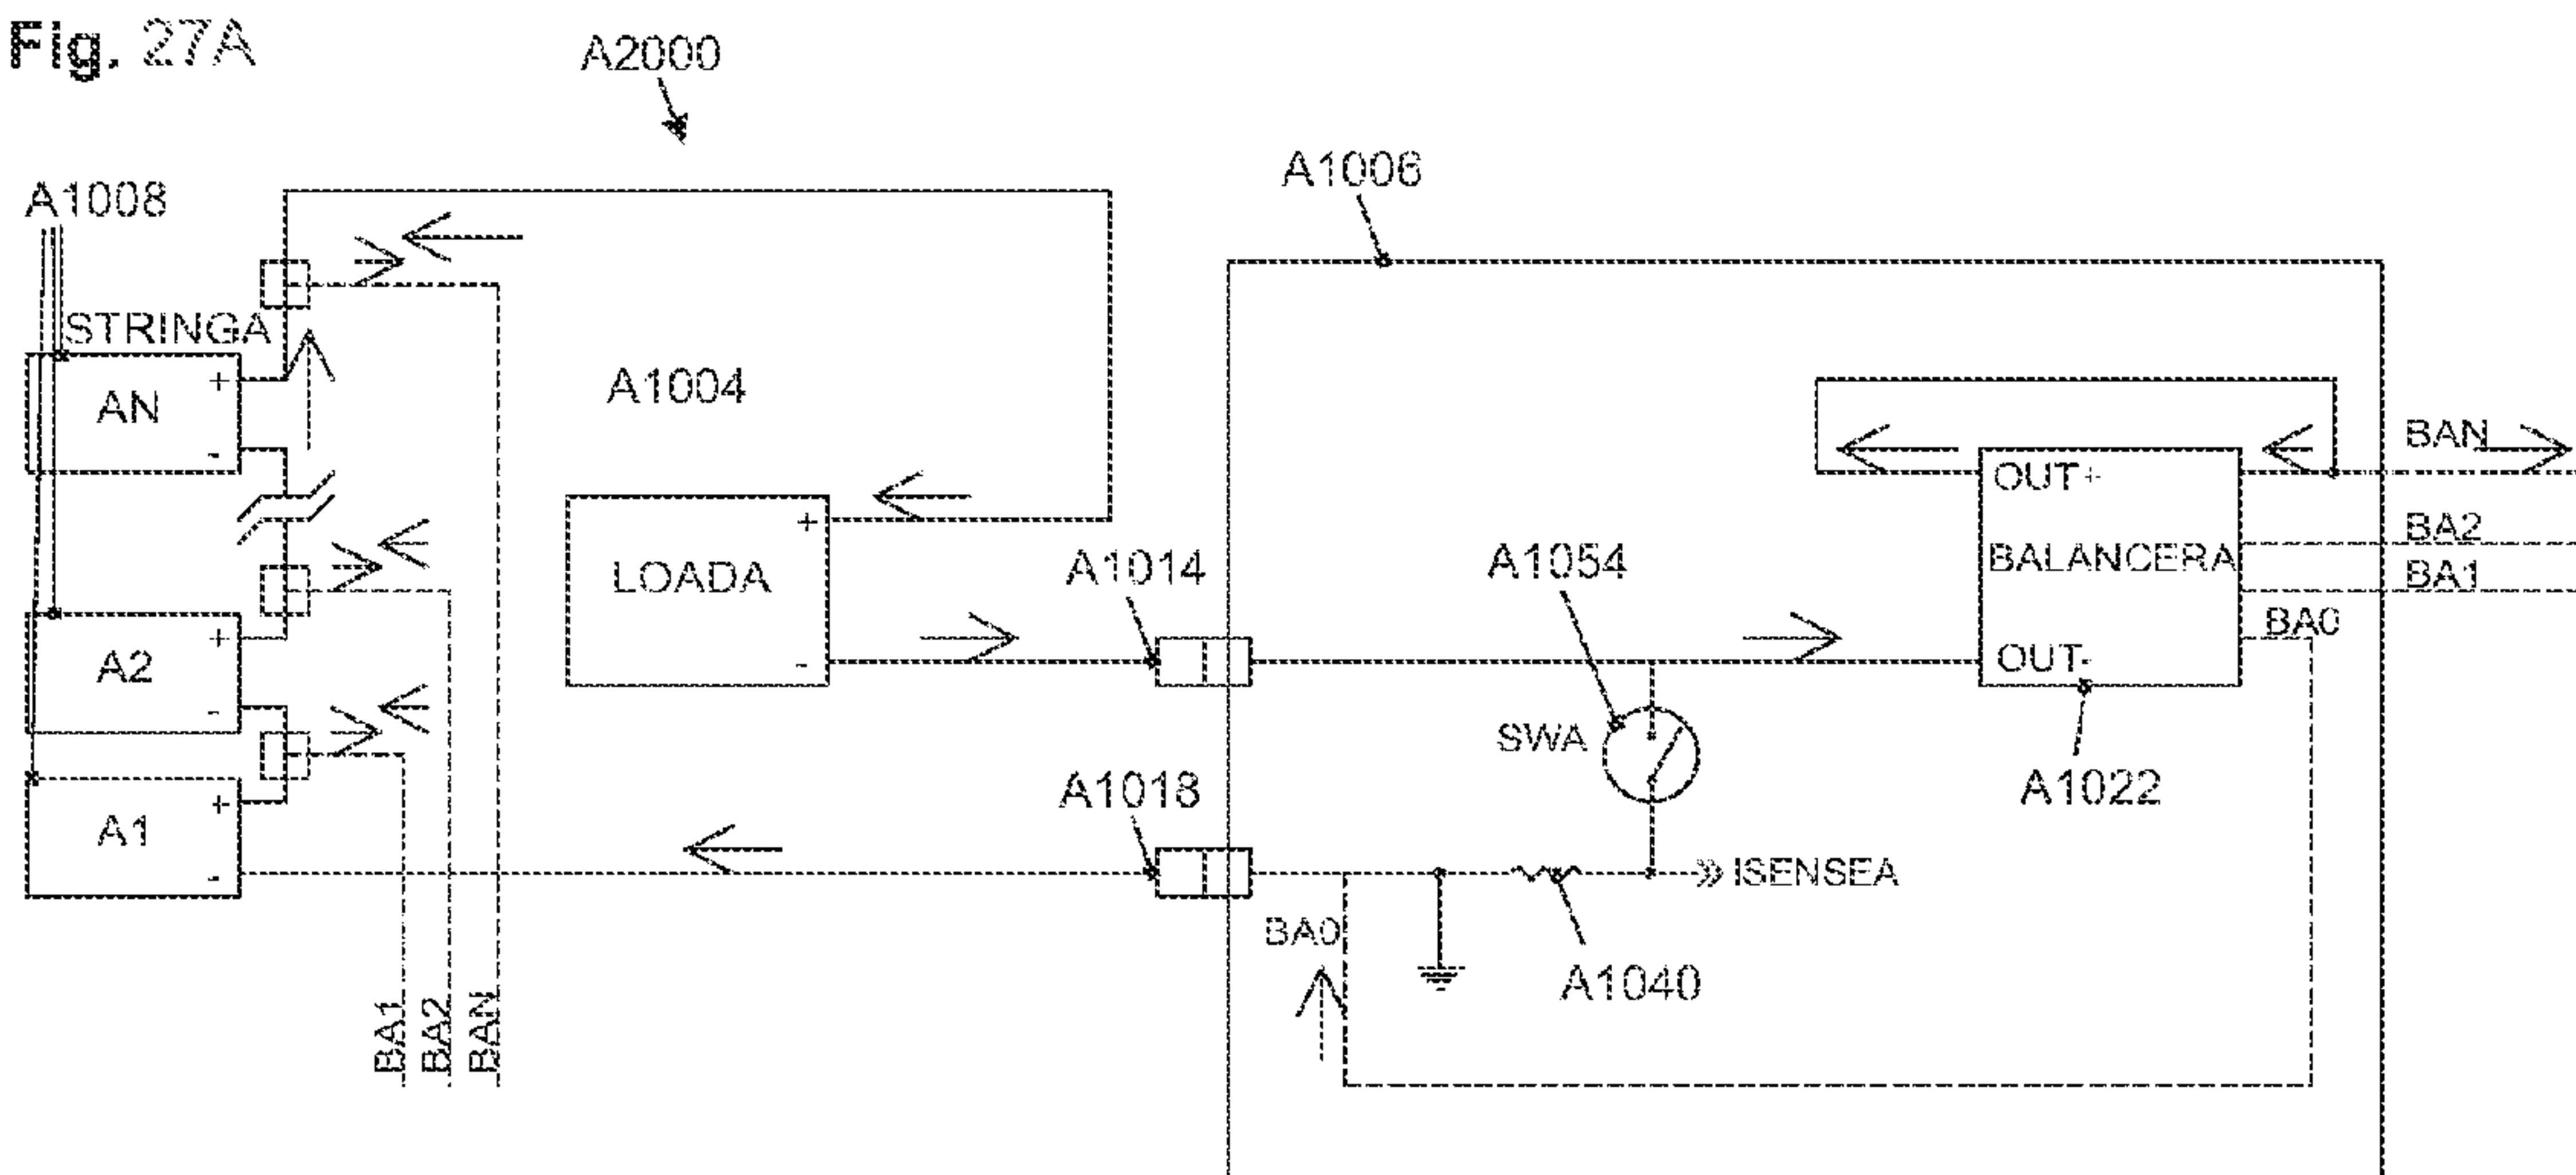 Fig. 27A
A2000
A1006
A1008
STRINGA
+
AN
-
A1004
+
LOADA
-
A1014
A1054
OUT+
BALANCERA
OUT-
BAN
BA2
BA1
BA0
+
A2
-
SWA
A1022
A1018
+
A1
-
ISENSEA
BA0
A1040
BA1
BA2
BAN